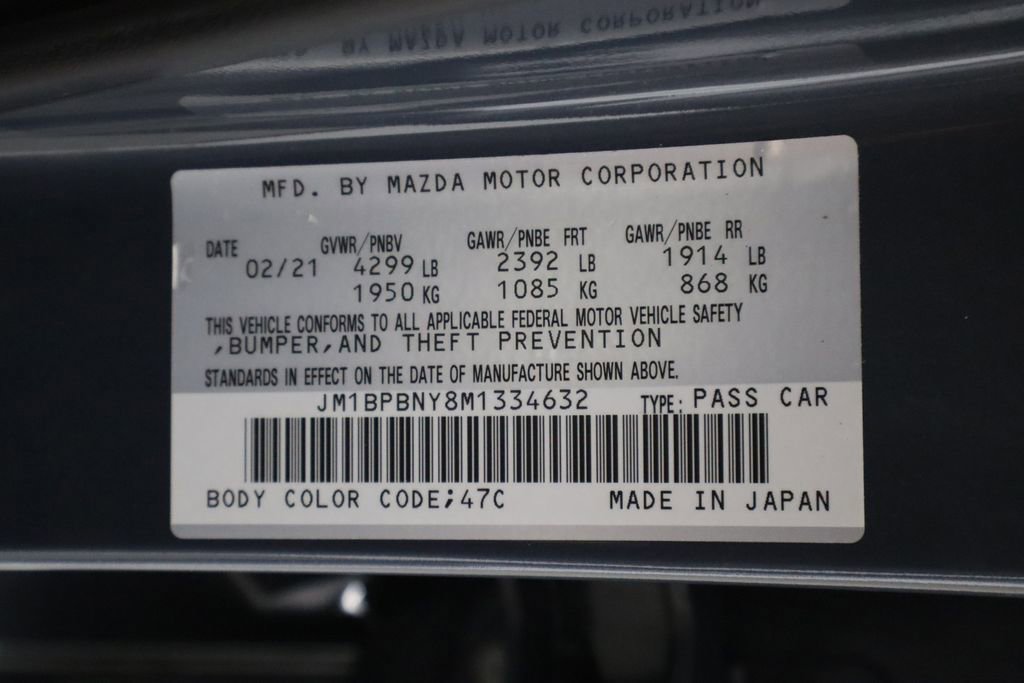 MFD. BY MAZDA MOTOR CORPORATION
DATE GVWR/PNBV GAWR/PNBE FRT GAWR/PNBE RR
02/21 4299 LB 2392 LB 1914 LB
1950 KG 1085 KG 868 KG
THIS VEHICLE CONFORMS TO ALL APPLICABLE FEDERAL MOTOR VEHICLE SAFETY
,BUMPER,AND THEFT PREVENTION
STANDARDS IN EFFECT ON THE DATE OF MANUFACTURE SHOWN ABOVE.
JM1BPBNY8M1334632 TYPE: PASS CAR
BODY COLOR CODE;47C MADE IN JAPAN